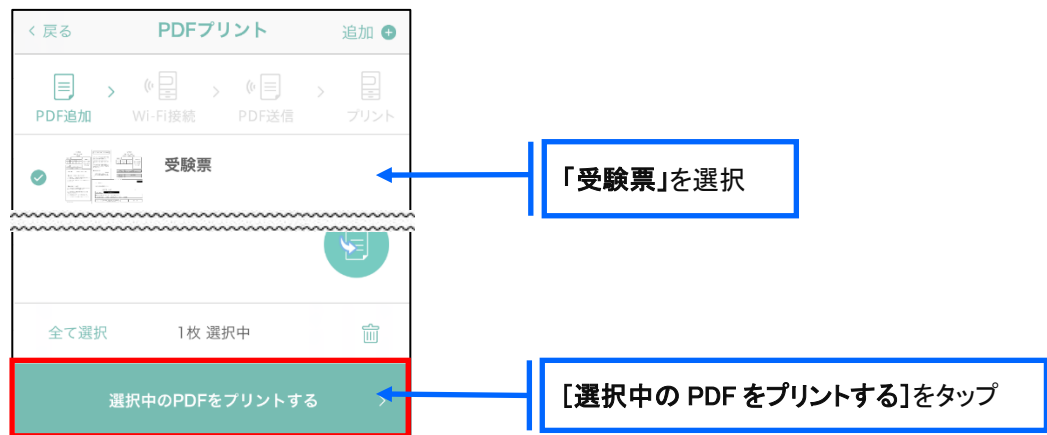 < 戻る PDFプリント 追加
PDF追加 Wi-Fi接続 PDF送信 プリント
受験票
「受験票」を選択
全て選択 1枚 選択中
選択中のPDFをプリントする
[選択中の PDF をプリントする]をタップ